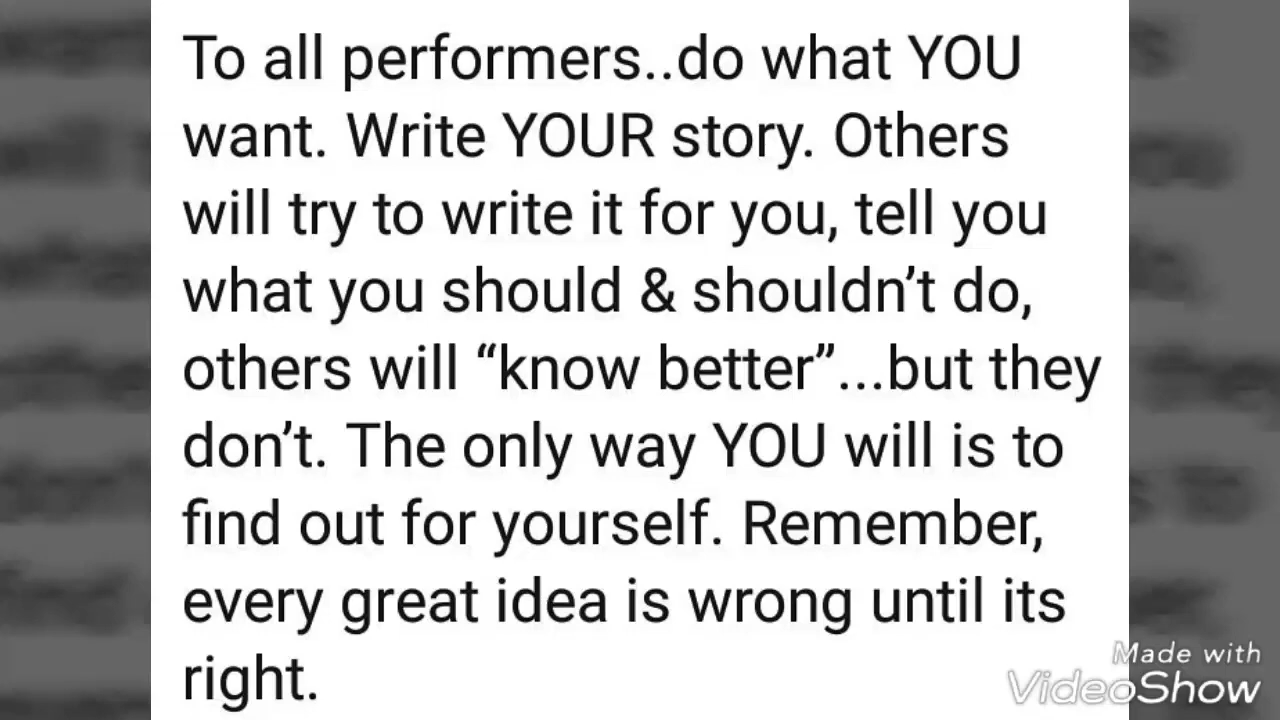 To all performers..do what YOU
want. Write YOUR story. Others
will try to write it for you, tell you
what you should & shouldn’t do,
others will “know better”...but they
don’t. The only way YOU will is to
find out for yourself. Remember,
every great idea is wrong until its
right.
Made with
VideoShow